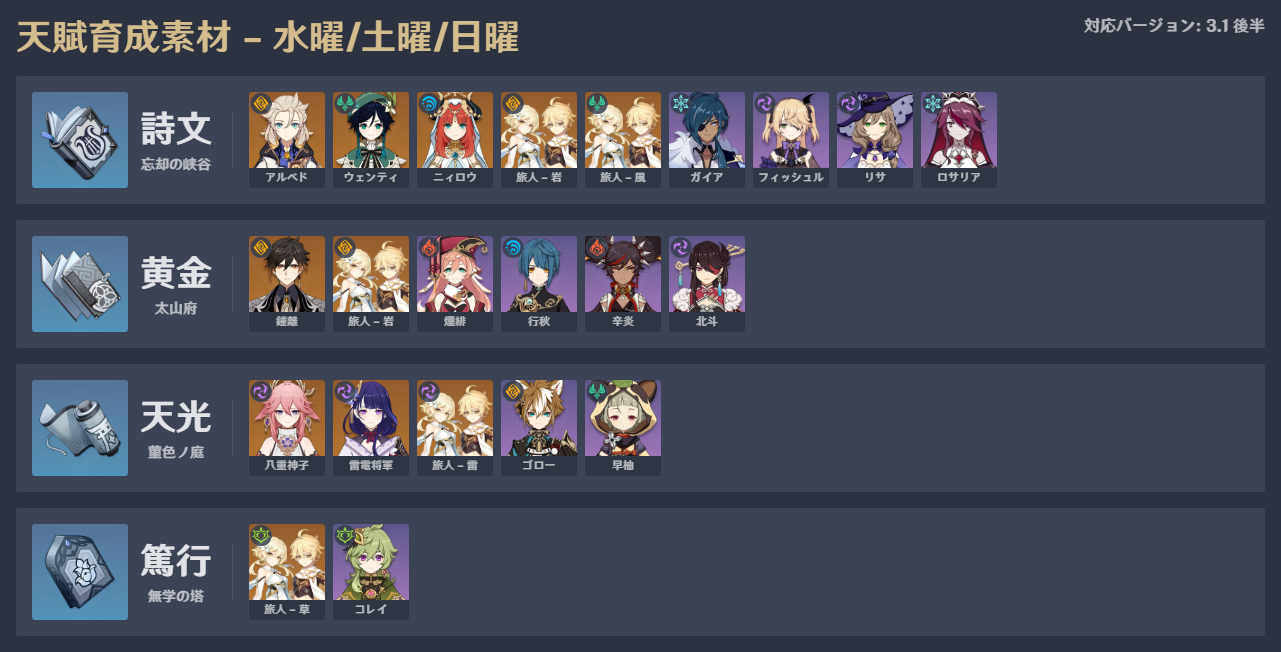 天賦育成素材 – 水曜/土曜/日曜
対応バージョン: 3.1 後半
詩文
忘却の峡谷
アルベド
ウェンティ
ニィロウ
旅人 – 岩
旅人 – 風
ガイア
フィッシュル
リサ
ロサリア
黄金
太山府
鍾離
旅人 – 岩
煙緋
行秋
辛炎
北斗
天光
菫色ノ庭
八重神子
雷電将軍
旅人 – 雷
ゴロー
早柚
篤行
無学の塔
旅人 – 草
コレイ